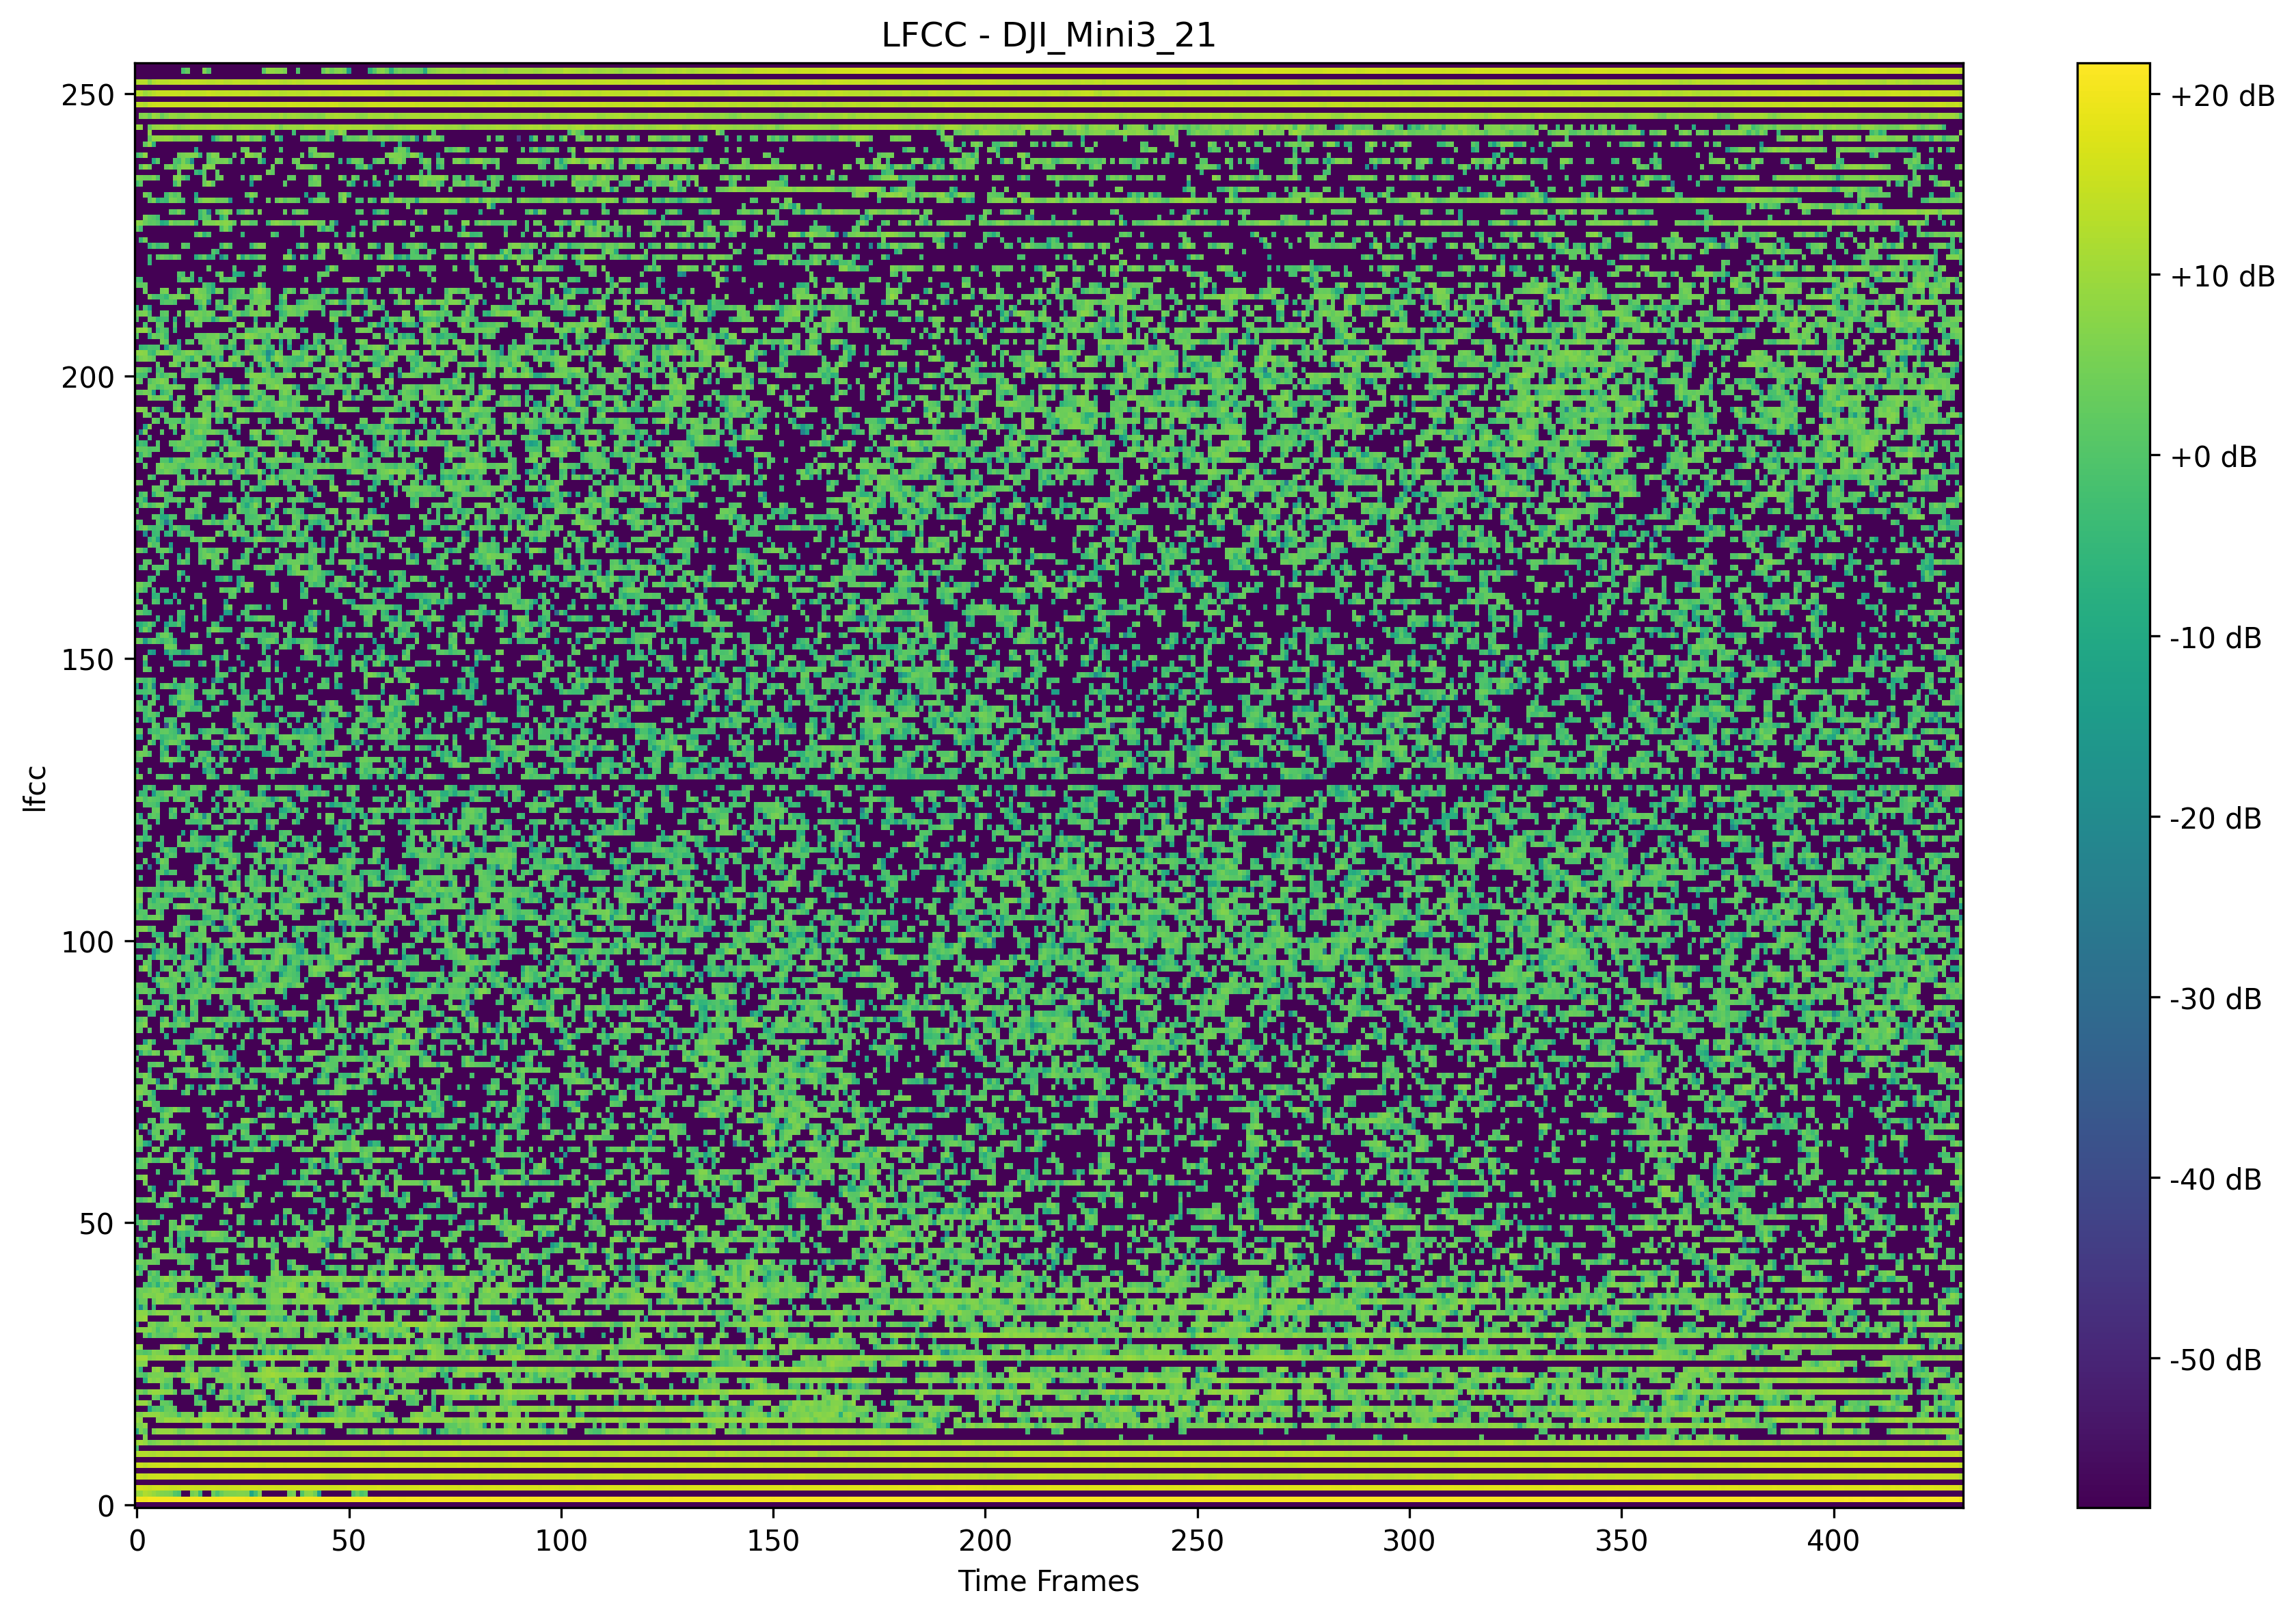 LFCC - DJI_Mini3_21
250
200
150
100
50
0
lfcc
0 50 100 150 200 250 300 350 400
Time Frames
+20 dB
+10 dB
+0 dB
-10 dB
-20 dB
-30 dB
-40 dB
-50 dB